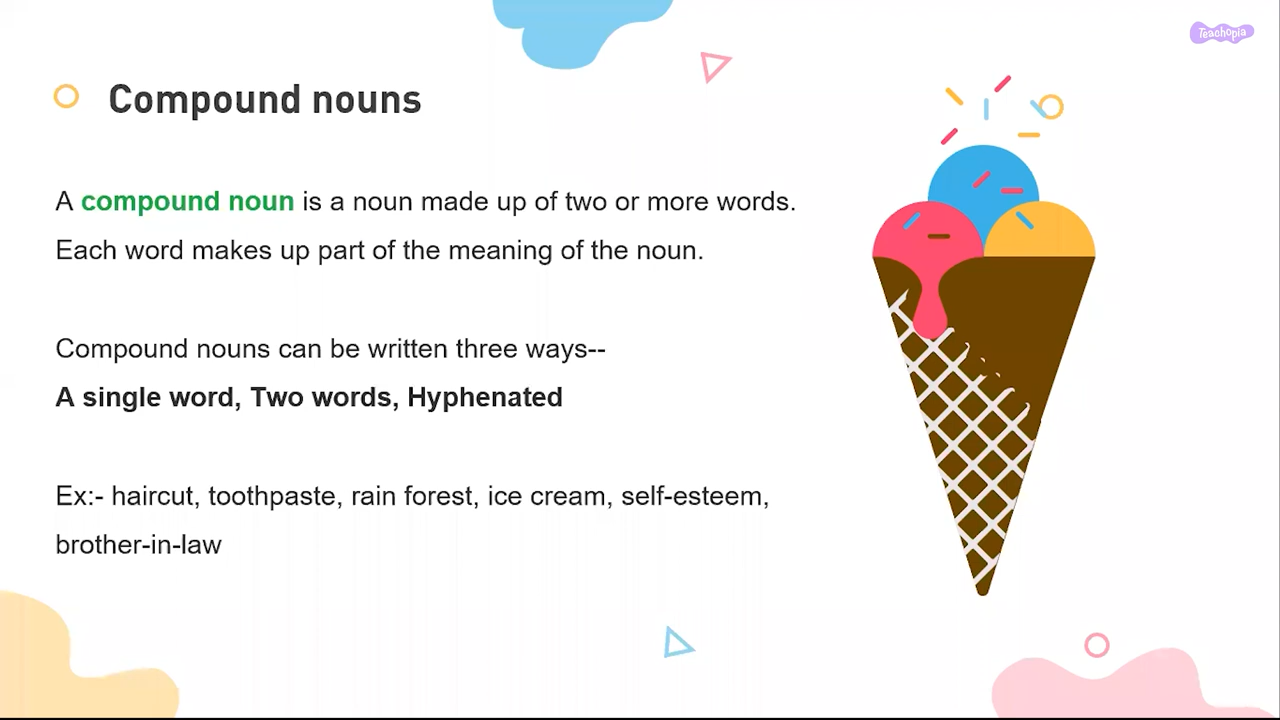 Teachopia
Compound nouns
A compound noun is a noun made up of two or more words.
Each word makes up part of the meaning of the noun.
Compound nouns can be written three ways--
A single word, Two words, Hyphenated
Ex:- haircut, toothpaste, rain forest, ice cream, self-esteem,
brother-in-law